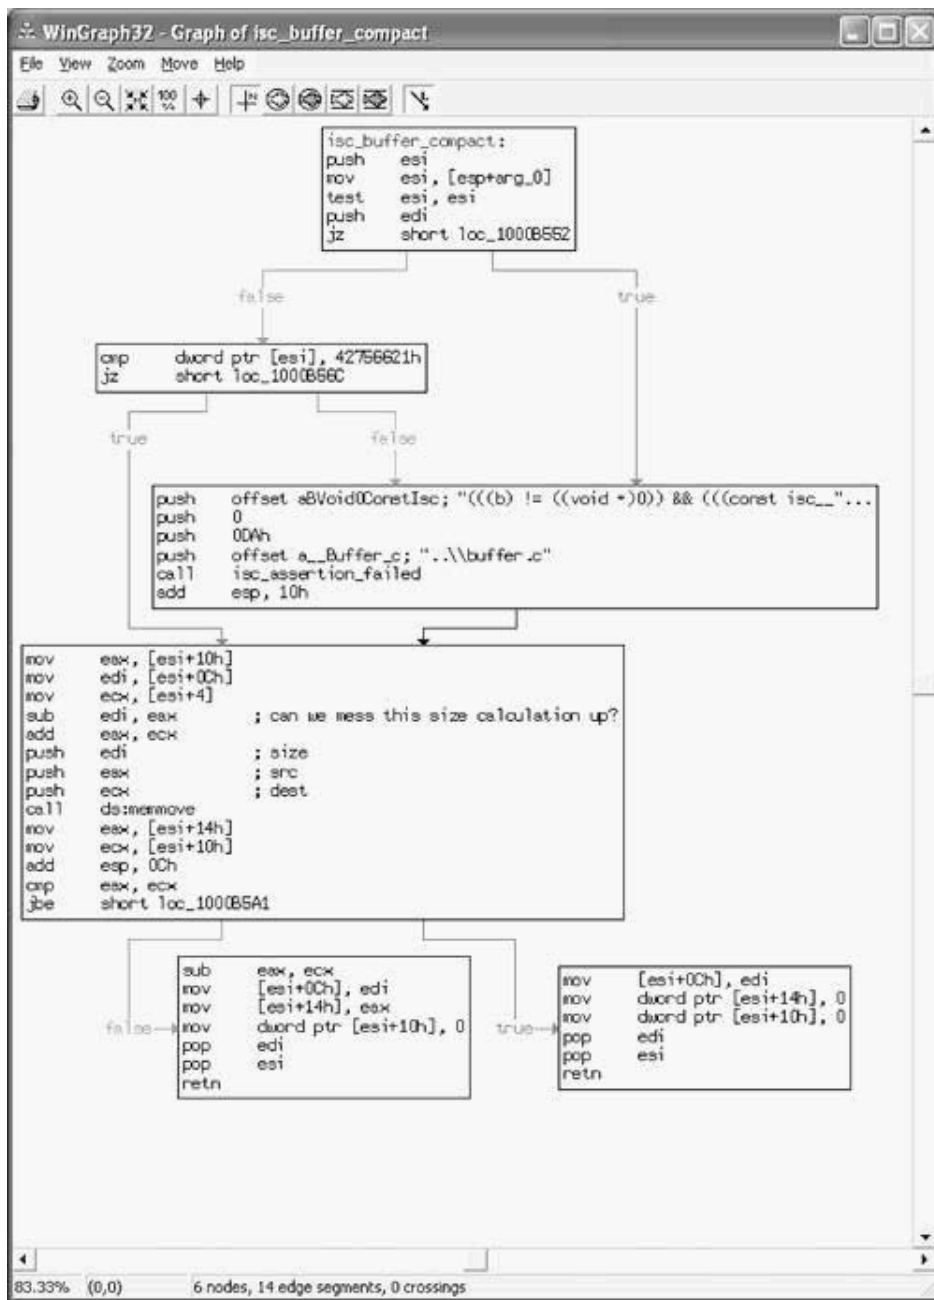 WinGraph32 - Graph of isc_buffer_compact
File View Zoom Move Help
100 %
isc_buffer_compact:
push esi
mov esi, [esp+arg_0]
test esi, esi
push edi
jz short loc_1000B552
false
true
cmp dword ptr [esi], 42756621h
jz short loc_1000B56C
true
false
push offset aBVoid0ConstIsc; "(((b) != ((void *)0)) && (((const isc__"...
push 0
push 0DAh
push offset a__Buffer_c; "..\\buffer.c"
call isc_assertion_failed
add esp, 10h
mov eax, [esi+10h]
mov edi, [esi+0Ch]
mov ecx, [esi+4]
sub edi, eax ; can we mess this size calculation up?
add eax, ecx
push edi ; size
push eax ; src
push ecx ; dest
call ds:memmove
mov eax, [esi+14h]
mov ecx, [esi+10h]
add esp, 0Ch
cmp eax, ecx
jbe short loc_1000B5A1
false
sub eax, ecx
mov [esi+0Ch], edi
mov [esi+14h], eax
mov dword ptr [esi+10h], 0
pop edi
pop esi
retn
true
mov [esi+0Ch], edi
mov dword ptr [esi+14h], 0
mov dword ptr [esi+10h], 0
pop edi
pop esi
retn
83.33% (0,0) 6 nodes, 14 edge segments, 0 crossings